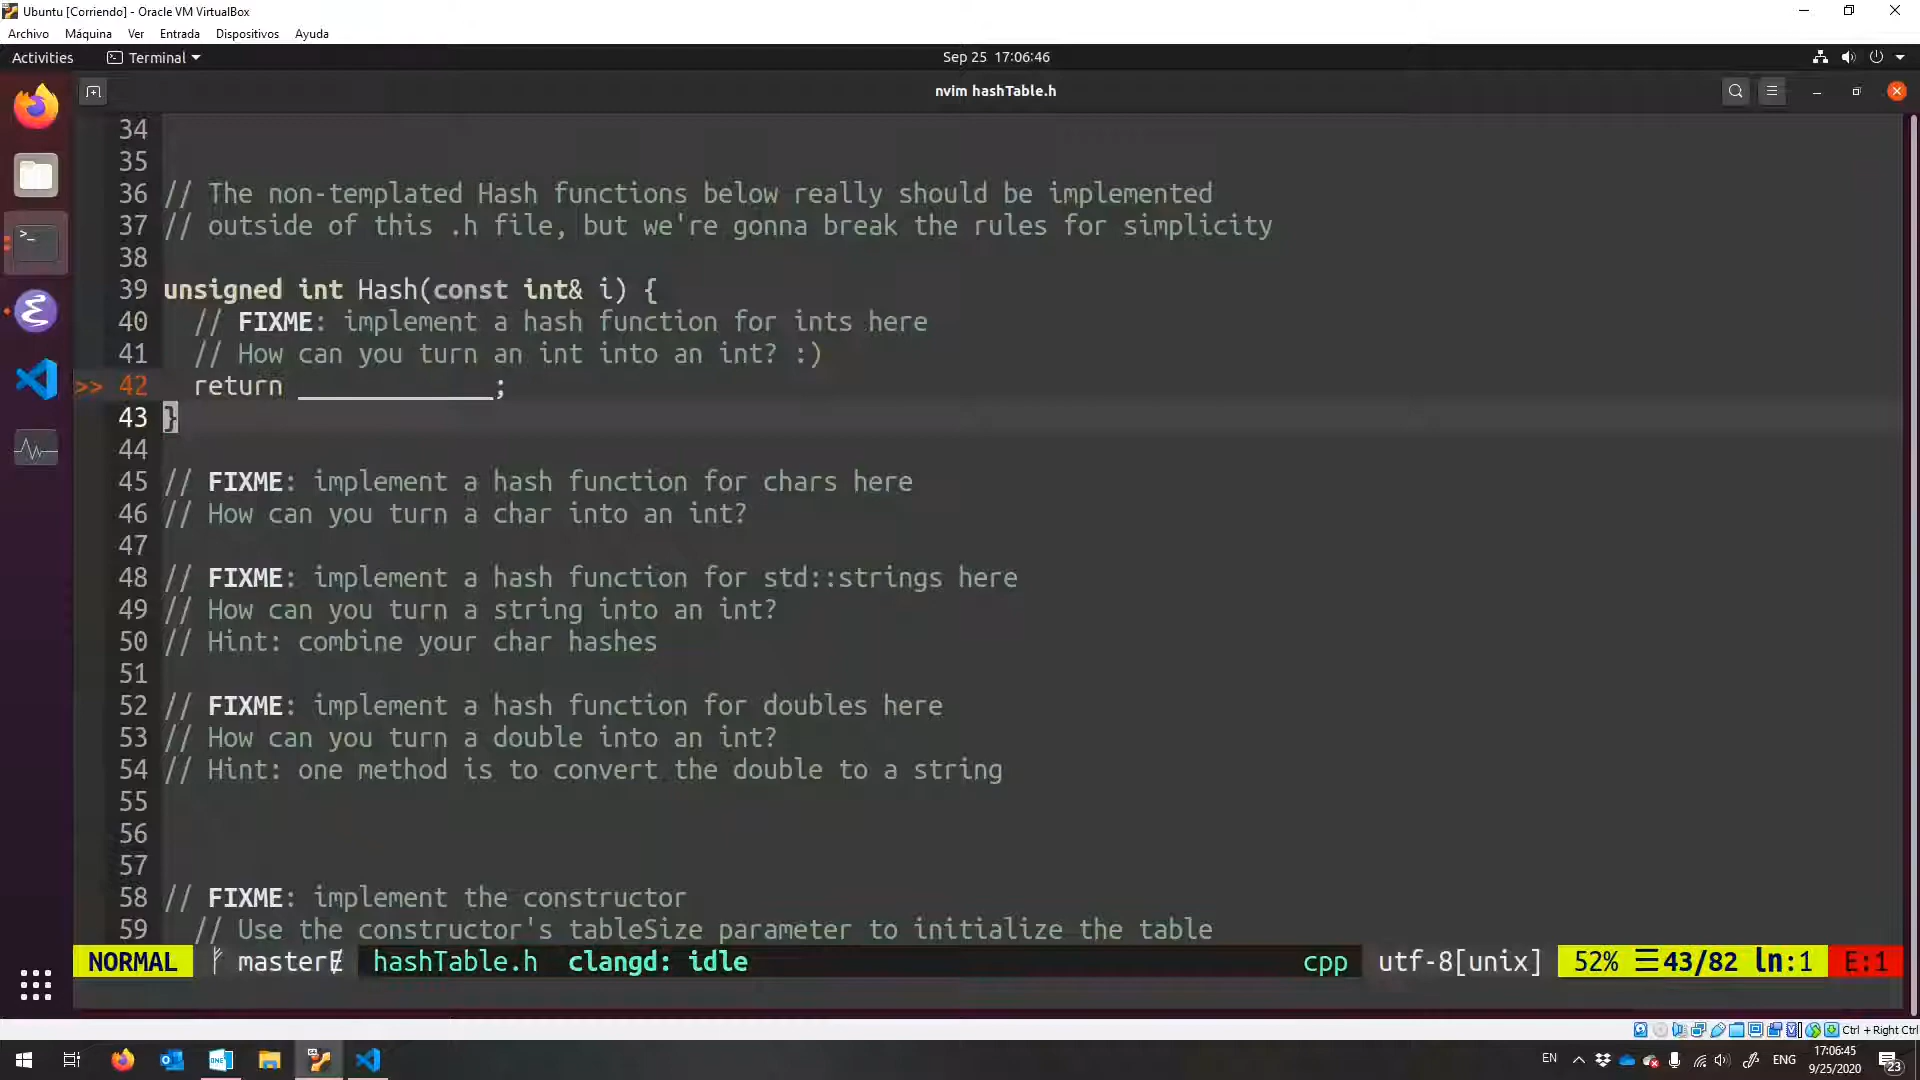 Ubuntu [Corriendo] - Oracle VM VirtualBox
Archivo Máquina Ver Entrada Dispositivos Ayuda
Activities Terminal Sep 25 17:06:46
nvim hashTable.h
34
35
36 // The non-templated Hash functions below really should be implemented
37 // outside of this .h file, but we're gonna break the rules for simplicity
38
39 unsigned int Hash(const int& i) {
40 // FIXME: implement a hash function for ints here
41 // How can you turn an int into an int? :)
>> 42 return _____________;
43 }
44
45 // FIXME: implement a hash function for chars here
46 // How can you turn a char into an int?
47
48 // FIXME: implement a hash function for std::strings here
49 // How can you turn a string into an int?
50 // Hint: combine your char hashes
51
52 // FIXME: implement a hash function for doubles here
53 // How can you turn a double into an int?
54 // Hint: one method is to convert the double to a string
55
56
57
58 // FIXME: implement the constructor
59 // Use the constructor's tableSize parameter to initialize the table
NORMAL master hashTable.h clangd: idle cpp utf-8[unix] 52% ☰43/82 ln:1 E:1
Ctrl + Right Ctrl
EN ENG 17:06:45
9/25/2020 23